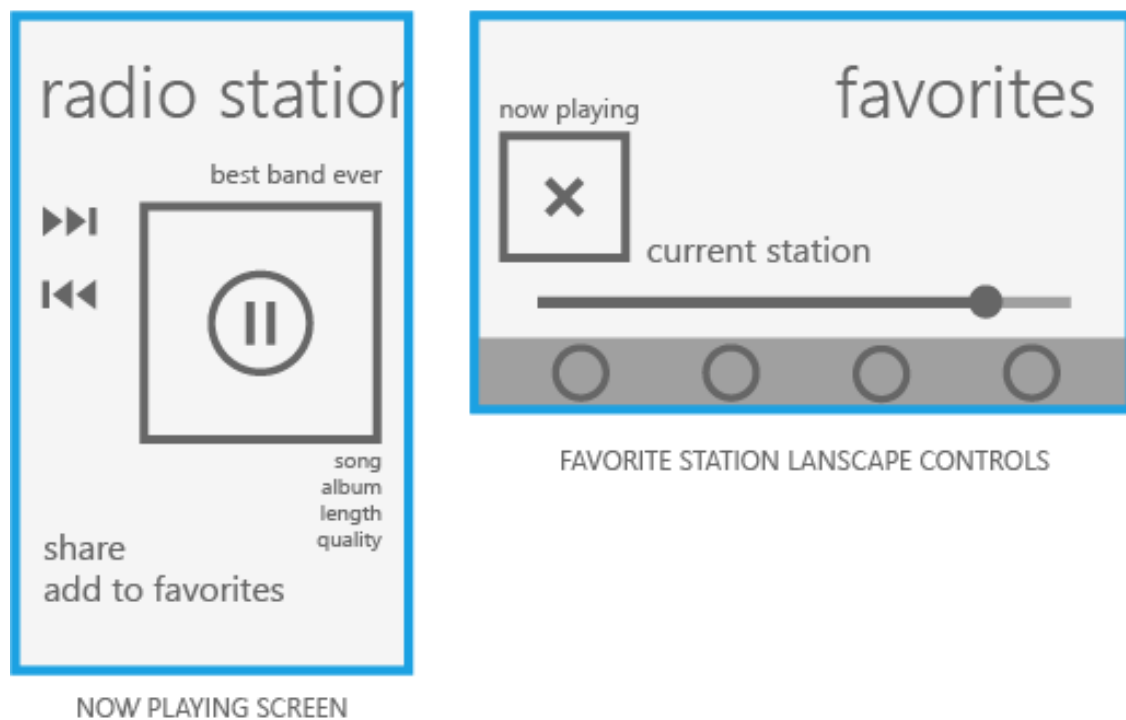 radio station
best band ever
song
album
length
quality
share
add to favorites
NOW PLAYING SCREEN
favorites
now playing
current station
FAVORITE STATION LANSCAPE CONTROLS